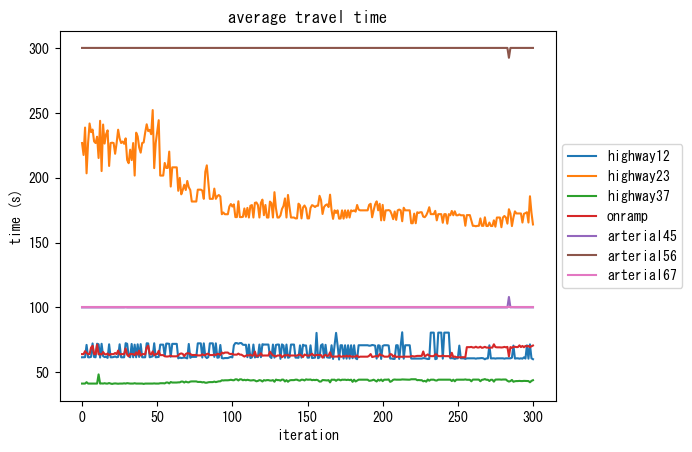 average travel time
time (s)
300
250
200
150
100
50
0
50
100
150
200
250
300
iteration
highway12
highway23
highway37
onramp
arterial45
arterial56
arterial67